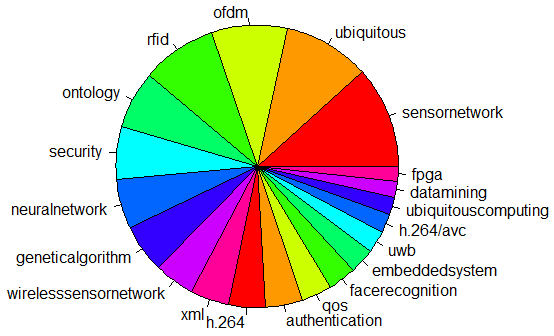 ofdm
ubiquitous
rfid
ontology
sensornetwork
security
fpga
datamining
neuralnetwork
ubiquitouscomputing
h.264/avc
uwb
geneticalgorithm
embeddedsystem
wirelesssensornetwork
facerecognition
xml
qos
h.264
authentication